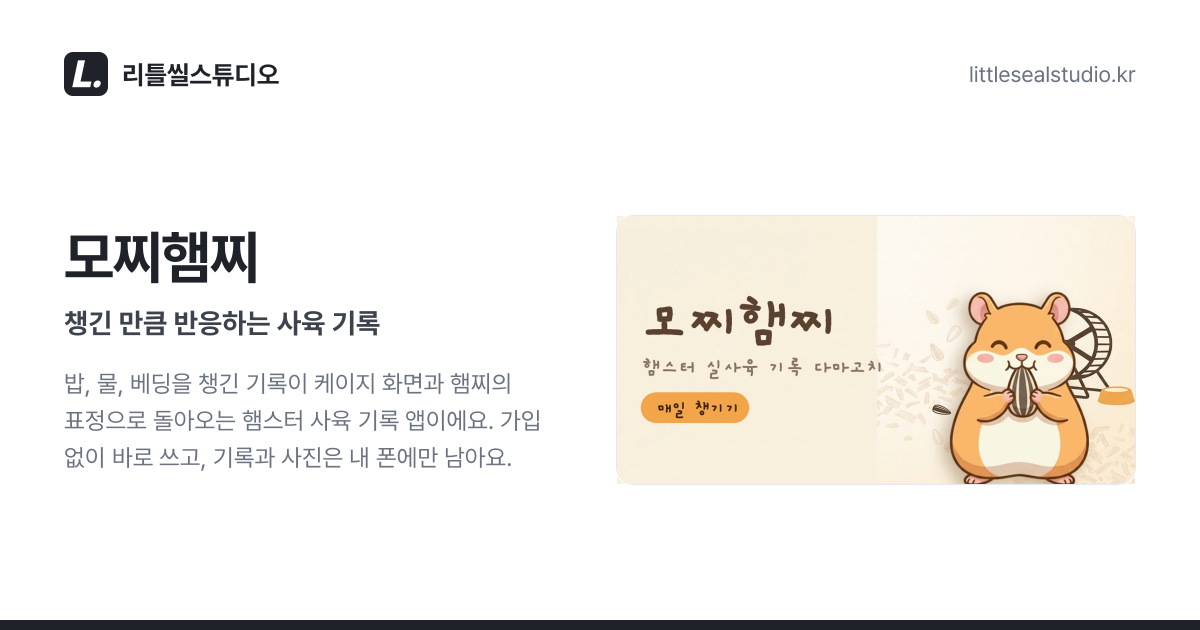 L. 리틀씰스튜디오
littlesealstudio.kr
모찌햄찌
챙긴 만큼 반응하는 사육 기록
밥, 물, 베딩을 챙긴 기록이 케이지 화면과 햄찌의
표정으로 돌아오는 햄스터 사육 기록 앱이에요. 가입
없이 바로 쓰고, 기록과 사진은 내 폰에만 남아요.
모찌햄찌
햄스터 실사육 기록 다마고치
매일 챙기기